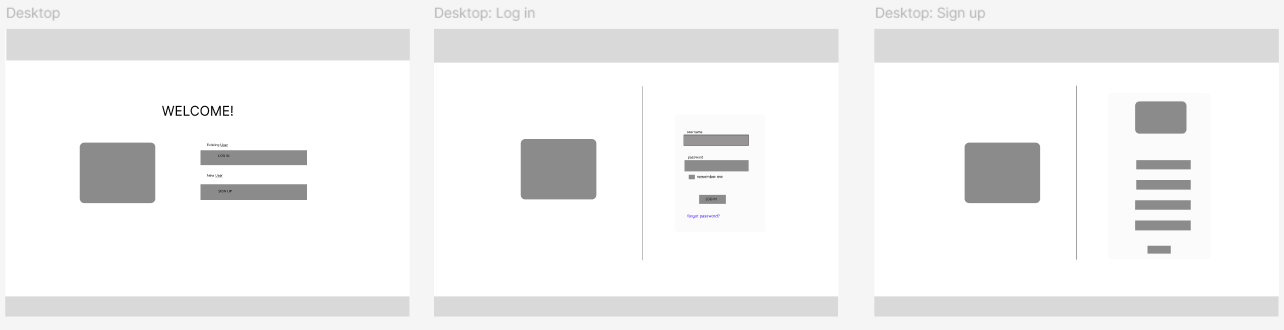 Desktop
Desktop: Log in
Desktop: Sign up
WELCOME!
Existing User
LOG IN
New User
SIGN UP
username
password
remember me
LOG IN
forgot password?